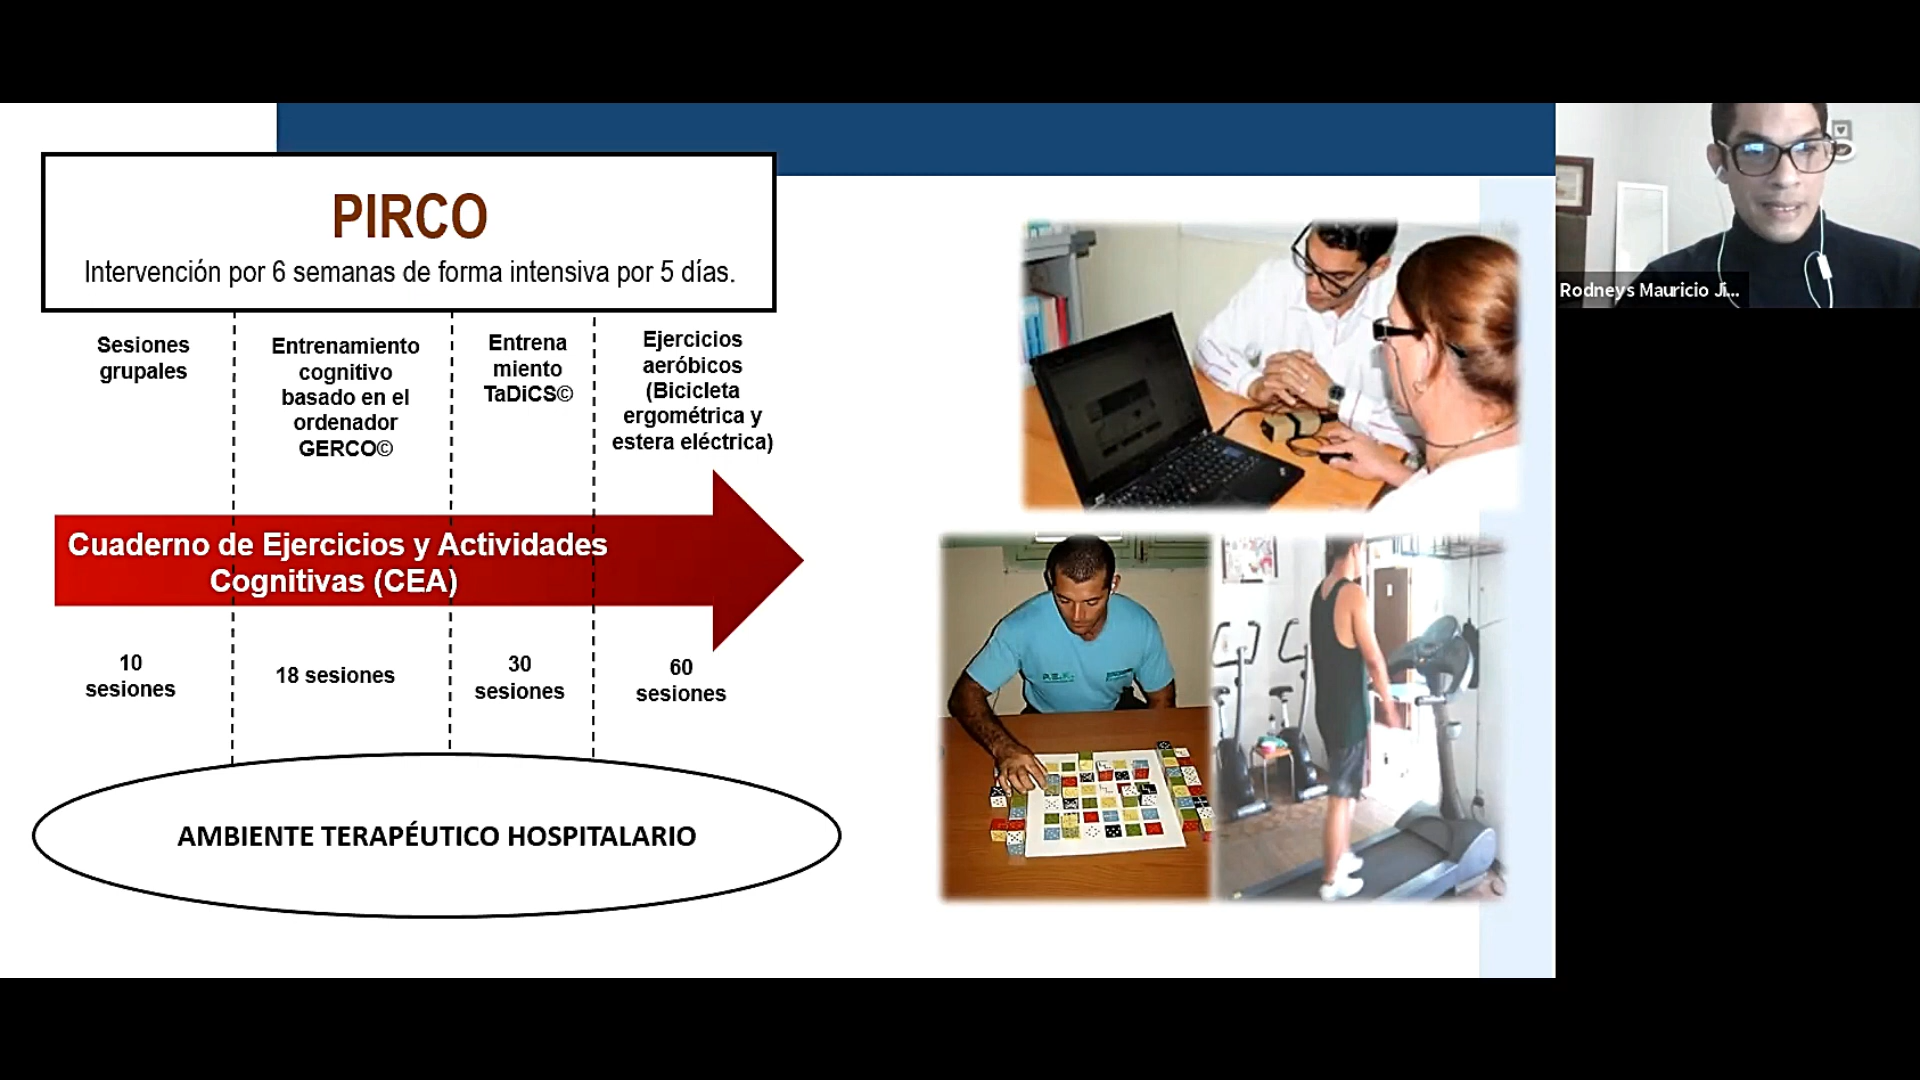 PIRCO
Intervención por 6 semanas de forma intensiva por 5 días.
Sesiones
grupales
Entrenamiento
cognitivo
basado en el
ordenador
GERCO©
Entrena
miento
TaDiCS©
Ejercicios
aeróbicos
(Bicicleta
ergométrica y
estera eléctrica)
Cuaderno de Ejercicios y Actividades
Cognitivas (CEA)
10
sesiones
18 sesiones
30
sesiones
60
sesiones
AMBIENTE TERAPÉUTICO HOSPITALARIO
Rodneys Mauricio Ji...